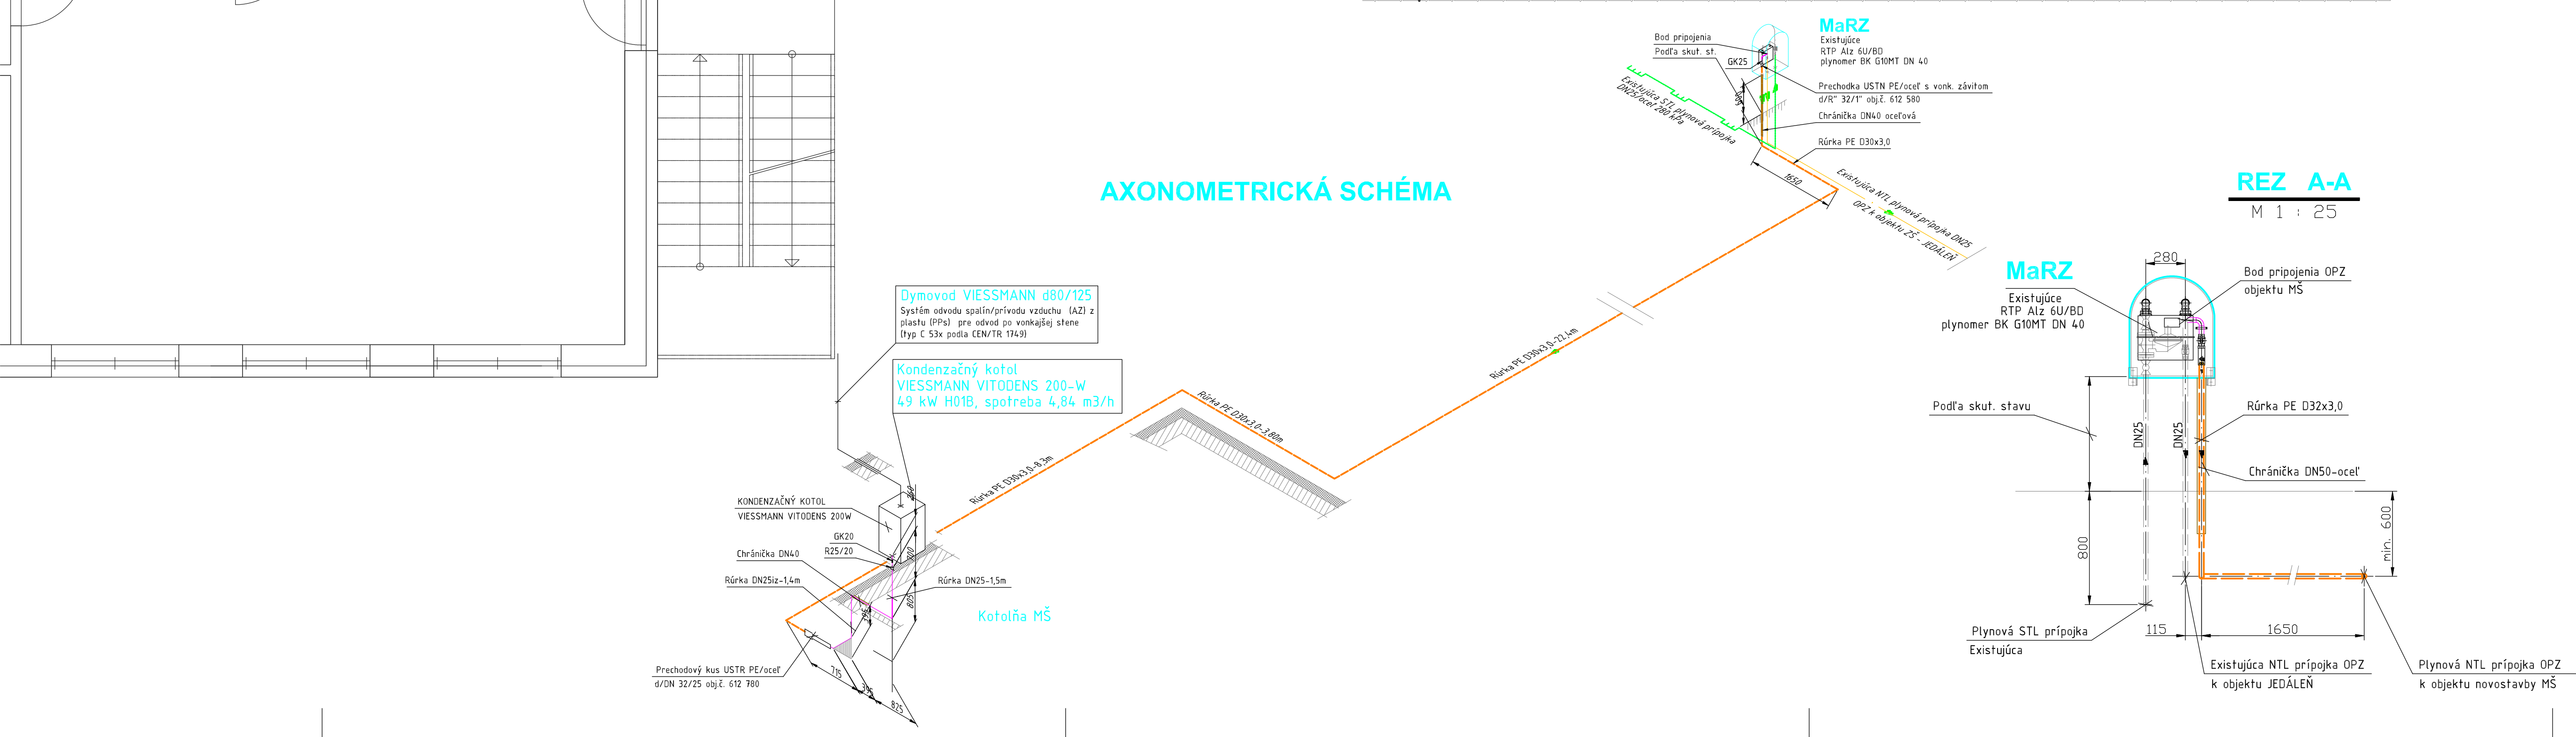 MaRZ
Existujúce
RTP Alz 6U/BD
plynomer BK G10MT DN 40
Bod pripojenia
Podľa skut. st.
GK25
Prechodka USTN PE/oceľ s vonk. závitom
d/R" 32/1" obj.č. 612 580
Chránička DN40 oceľová
Rúrka PE D30x3,0
Existujúca STL plynová prípojka
DN25/oceľ 280 kPa
600
1650
Existujúca NTL plynová prípojka DN25
OPZ k objektu ZŠ - JEDÁLEŇ
AXONOMETRICKÁ SCHÉMA
REZ A-A
M 1 : 25
Dymovod VIESSMANN d80/125
Systém odvodu spalín/prívodu vzduchu (AZ) z
plastu (PPs) pre odvod po vonkajšej stene
(typ C 53x podla CEN/TR 1749)
Kondenzačný kotol
VIESSMANN VITODENS 200-W
49 kW H01B, spotreba 4,84 m3/h
Rúrka PE D30x3,0-22,4m
Rúrka PE D30x3,0-3,80m
Rúrka PE D30x3,0-8,3m
KONDENZAČNÝ KOTOL
VIESSMANN VITODENS 200W
GK20
R25/20
Chránička DN40
Rúrka DN25iz-1,4m
Rúrka DN25-1,5m
805
Kotolňa MŠ
Prechodový kus USTR PE/oceľ
d/DN 32/25 obj.č. 612 780
715
395
825
MaRZ
Existujúce
RTP Alz 6U/BD
plynomer BK G10MT DN 40
280
Bod pripojenia OPZ
objektu MŠ
Podľa skut. stavu
Rúrka PE D32x3,0
DN25
DN25
Chránička DN50-oceľ
800
min. 600
115
1650
Plynová STL prípojka
Existujúca
Existujúca NTL prípojka OPZ
k objektu JEDÁLEŇ
Plynová NTL prípojka OPZ
k objektu novostavby MŠ